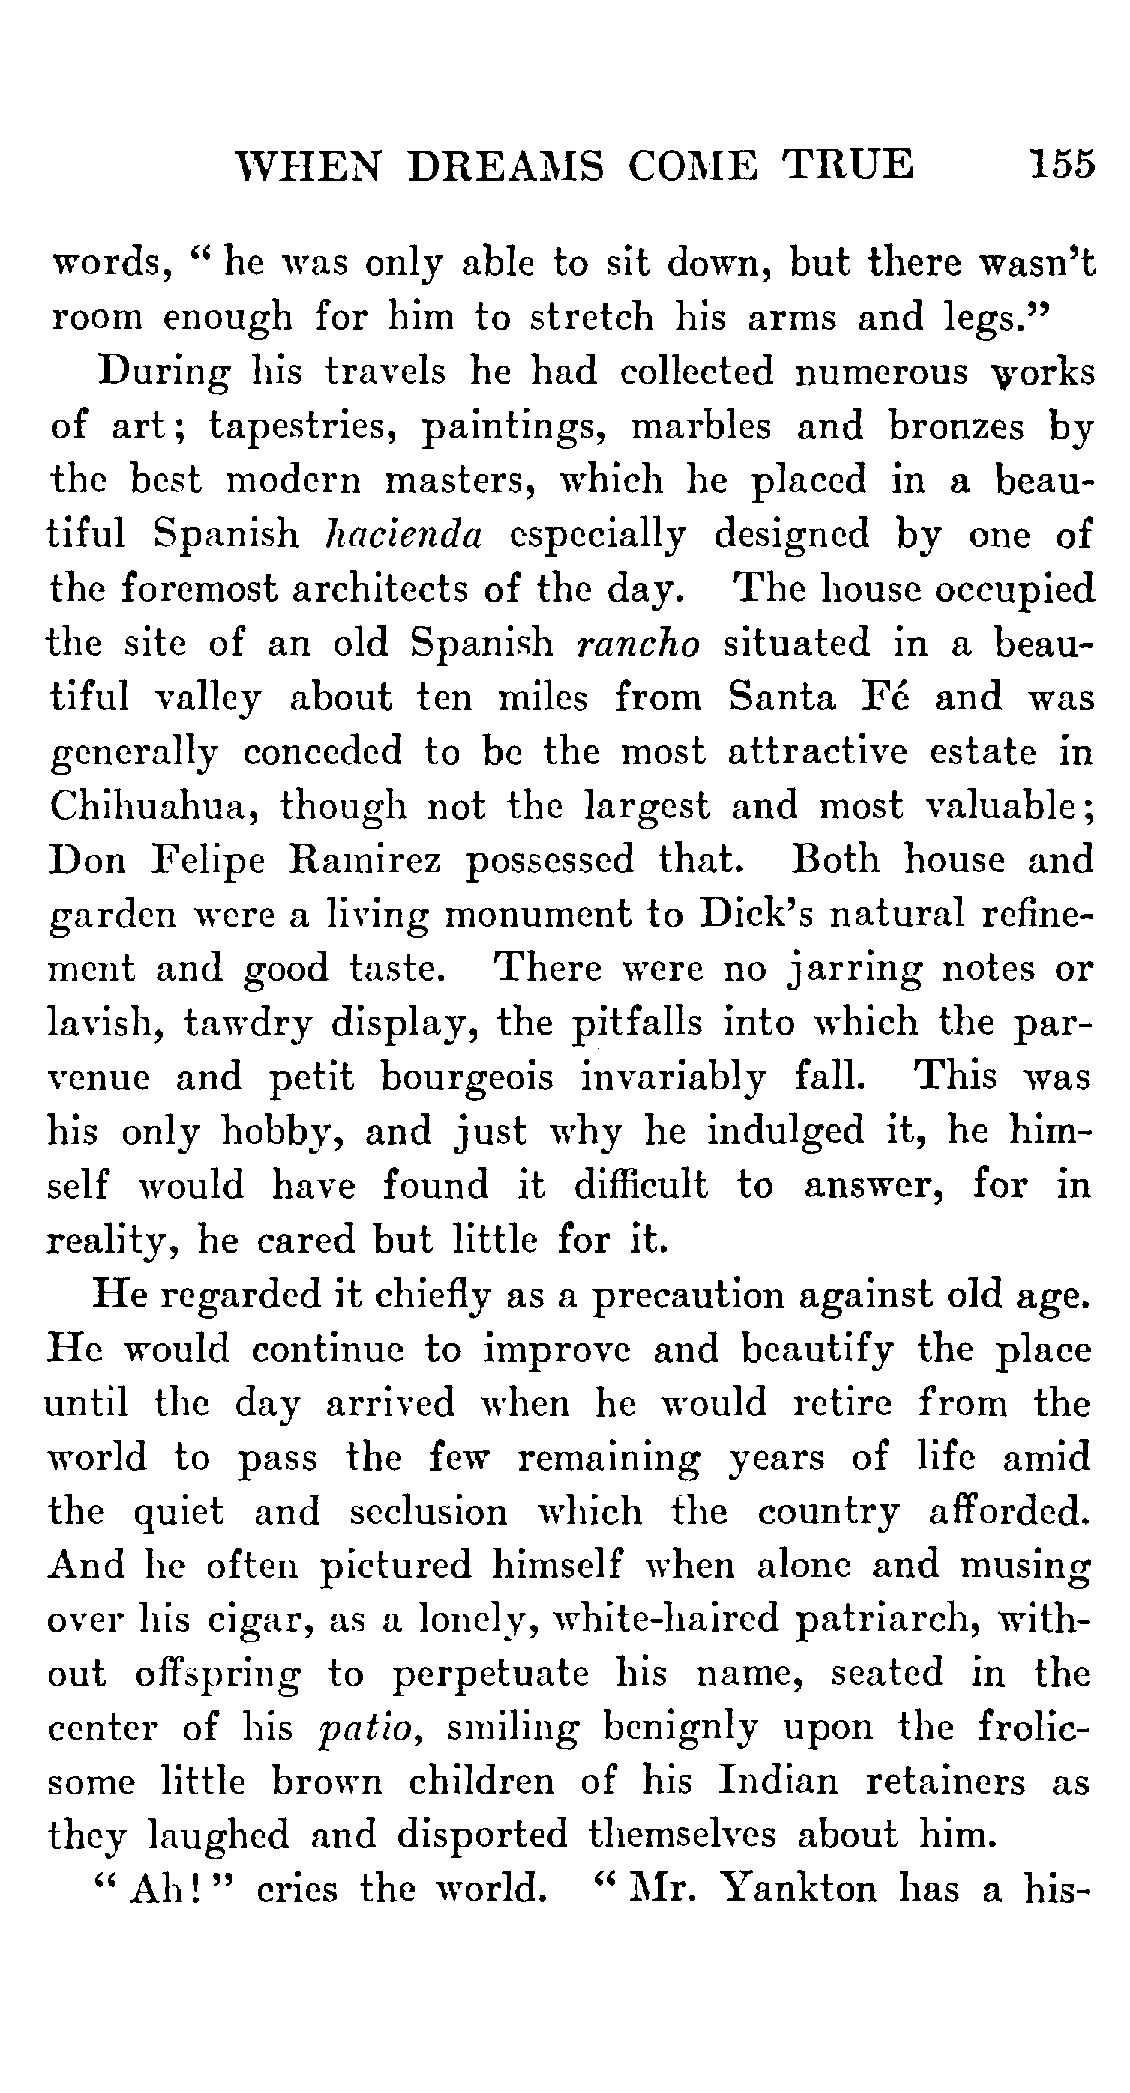 WHEN DREAMS COME TRUE 155
words, “ he was only able to sit down, but there wasn’t
room enough for him to stretch his arms and legs.”
During his travels he had collected numerous works
of art; tapestries, paintings, marbles and bronzes by
the best modern masters, which he placed in a beau-
tiful Spanish hacienda especially designed by one of
the foremost architects of the day. The house occupied
the site of an old Spanish rancho situated in a beau-
tiful valley about ten miles from Santa Fé and was
generally conceded to be the most attractive estate in
Chihuahua, though not the largest and most valuable;
Don Felipe Ramirez possessed that. Both house and
garden were a living monument to Dick’s natural refine-
ment and good taste. There were no jarring notes or
lavish, tawdry display, the pitfalls into which the par-
venue and petit bourgeois invariably fall. This was
his only hobby, and just why he indulged it, he him-
self would have found it difficult to answer, for in
reality, he cared but little for it.
He regarded it chiefly as a precaution against old age.
He would continue to improve and beautify the place
until the day arrived when he would retire from the
world to pass the few remaining years of life amid
the quiet and seclusion which the country afforded.
And he often pictured himself when alone and musing
over his cigar, as a lonely, white-haired patriarch, with-
out offspring to perpetuate his name, seated in the
center of his patio, smiling benignly upon the frolic-
some little brown children of his Indian retainers as
they laughed and disported themselves about him.
“ Ah! ” cries the world. “ Mr. Yankton has a his-